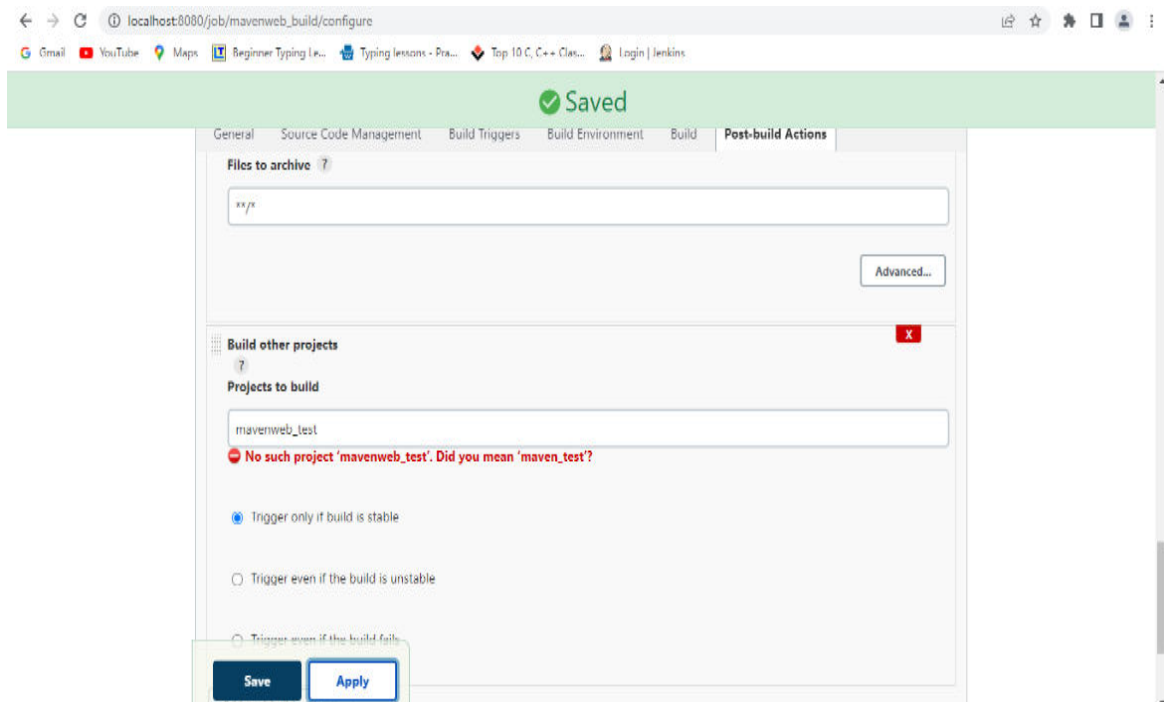 localhost:8080/job/mavenweb_build/configure
Gmail YouTube Maps Beginner Typing Le... Typing lessons - Pra... Top 10 C, C++ Clas... Login | Jenkins
Saved
General Source Code Management Build Triggers Build Environment Build Post-build Actions
Files to archive ?
**/*
Advanced...
Build other projects
X
?
Projects to build
mavenweb_test
No such project ‘mavenweb_test’. Did you mean ‘maven_test’?
Trigger only if build is stable
Trigger even if the build is unstable
Trigger even if the build fails
Save Apply